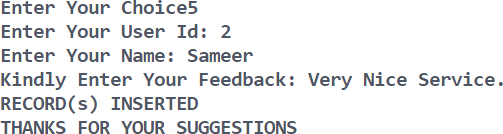 Enter Your Choice5
Enter Your User Id: 2
Enter Your Name: Sameer
Kindly Enter Your Feedback: Very Nice Service.
RECORD(s) INSERTED
THANKS FOR YOUR SUGGESTIONS